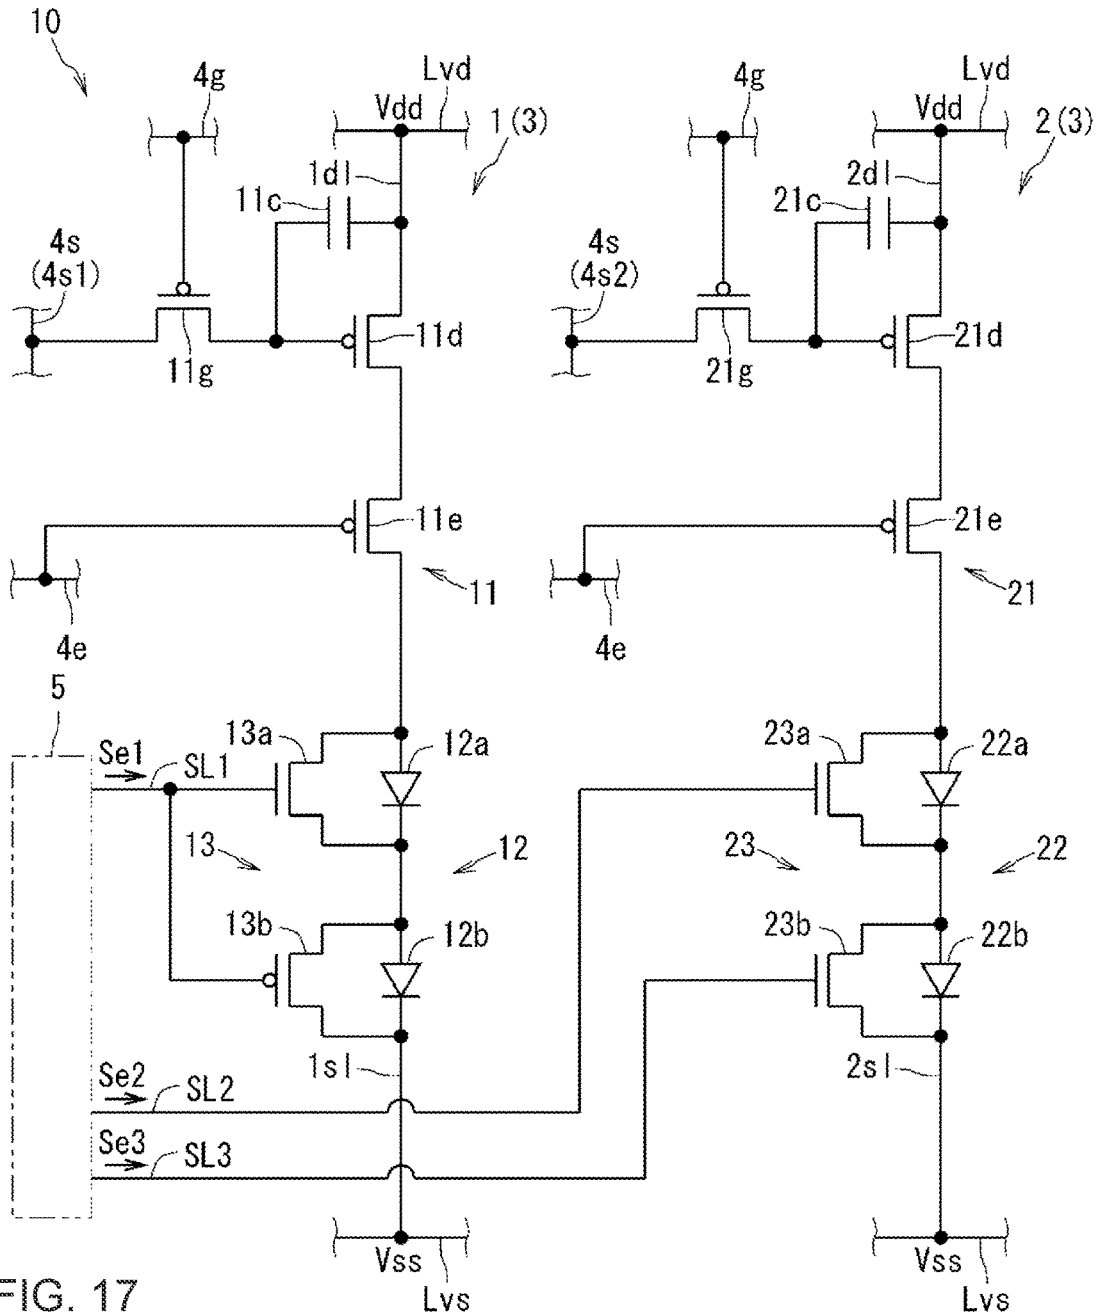 10
4g
Lvd
4g
Lvd
Vdd
1(3)
Vdd
2(3)
1dl
2dl
11c
21c
4s
(4s1)
4s
(4s2)
11d
21d
11g
21g
11e
21e
11
21
4e
4e
5
Se1
SL1
13a
12a
23a
22a
13
12
23
22
13b
12b
23b
22b
1sl
2sl
Se2
SL2
Se3
SL3
Vss
Vss
Lvs
Lvs
FIG. 17